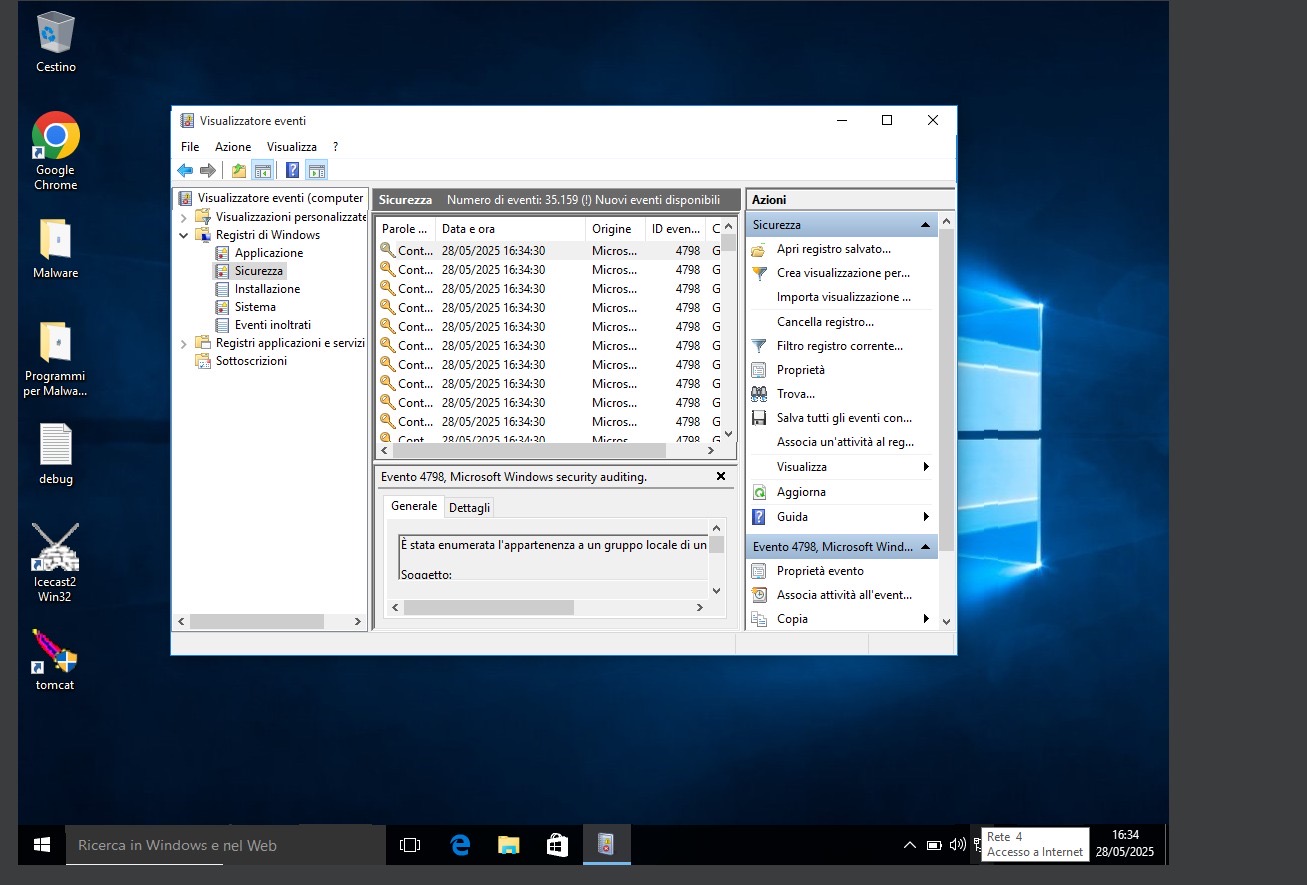 Cestino
Google
Chrome
Malware
Programmi
per Malwa...
debug
Icecast2
Win32
tomcat
Visualizzatore eventi
File Azione Visualizza ?
Visualizzatore eventi (computer
Visualizzazioni personalizzate
Registri di Windows
Applicazione
Sicurezza
Installazione
Sistema
Eventi inoltrati
Registri applicazioni e servizi
Sottoscrizioni
Sicurezza Numero di eventi: 35.159 (!) Nuovi eventi disponibili
Parole ... Data e ora Origine ID even... C
Cont... 28/05/2025 16:34:30 Micros... 4798 G
Cont... 28/05/2025 16:34:30 Micros... 4798 G
Cont... 28/05/2025 16:34:30 Micros... 4798 G
Cont... 28/05/2025 16:34:30 Micros... 4798 G
Cont... 28/05/2025 16:34:30 Micros... 4798 G
Cont... 28/05/2025 16:34:30 Micros... 4798 G
Cont... 28/05/2025 16:34:30 Micros... 4798 G
Cont... 28/05/2025 16:34:30 Micros... 4798 G
Cont... 28/05/2025 16:34:30 Micros... 4798 G
Cont... 28/05/2025 16:34:30 Micros... 4798 G
Cont... 28/05/2025 16:34:30 Micros... 4798 G
Evento 4798, Microsoft Windows security auditing.
Generale Dettagli
È stata enumerata l'appartenenza a un gruppo locale di un
Soggetto:
Azioni
Sicurezza
Apri registro salvato...
Crea visualizzazione per...
Importa visualizzazione ...
Cancella registro...
Filtro registro corrente...
Proprietà
Trova...
Salva tutti gli eventi con...
Associa un'attività al reg...
Visualizza
Aggiorna
Guida
Evento 4798, Microsoft Wind...
Proprietà evento
Associa attività all'event...
Copia
Ricerca in Windows e nel Web
Rete 4
Accesso a Internet
16:34
28/05/2025